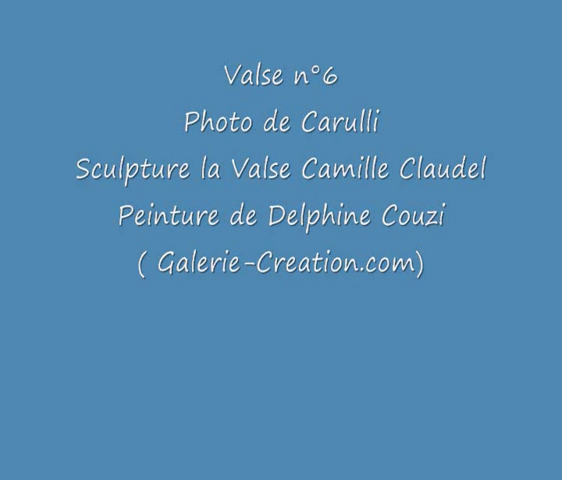 Valse n°6
Photo de Carulli
Sculpture la Valse Camille Claudel
Peinture de Delphine Couzi
( Galerie-Creation.com)